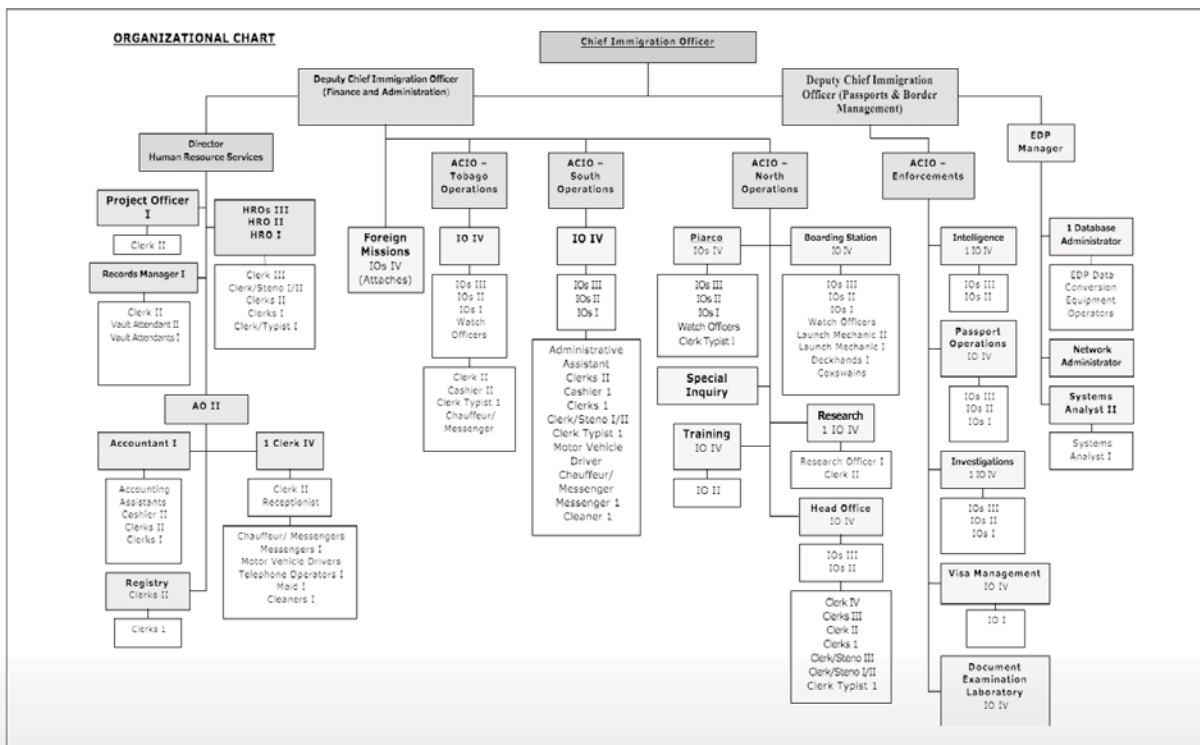 ORGANIZATIONAL CHART
Chief Immigration Officer
Deputy Chief Immigration Officer
(Finance and Administration)
Deputy Chief Immigration
Officer (Passports & Border
Management)
Director
Human Resource Services
EDP
Manager
ACIO –
Tobago
Operations
ACIO –
South
Operations
ACIO –
North
Operations
ACIO –
Enforcements
Project Officer
I
Clerk II
HROs III
HRO II
HRO I
Clerk III
Clerk/Steno I/II
Clerks II
Clerks I
Clerk/Typist I
Records Manager I
Clerk II
Vault Attendant II
Vault Attendants I
AO II
Accountant I
Accounting
Assistants
Cashier II
Clerks II
Clerks I
1 Clerk IV
Clerk II
Receptionist
Chauffeur/ Messengers
Messengers I
Motor Vehicle Drivers
Telephone Operators I
Maid I
Cleaners I
Registry
Clerks II
Clerks 1
Foreign
Missions
IOs IV
(Attaches)
IO IV
IOs III
IOs II
IOs I
Watch
Officers
Clerk II
Cashier II
Clerk Typist 1
Chauffeur/
Messenger
IO IV
IOs III
IOs II
IOs I
Administrative
Assistant
Clerks II
Cashier 1
Clerks 1
Clerk/Steno I/II
Clerk Typist 1
Motor Vehicle
Driver
Chauffeur/
Messenger
Messenger 1
Cleaner 1
Piarco
IOs IV
IOs III
IOs II
IOs I
Watch Officers
Clerk Typist I
Special
Inquiry
Training
IO IV
IO II
Boarding Station
IO IV
IOs III
IOs II
IOs I
Watch Officers
Launch Mechanic II
Launch Mechanic I
Deckhands I
Coxswains
Research
1 IO IV
Research Officer I
Clerk II
Head Office
IO IV
IOs III
IOs II
Clerk IV
Clerks III
Clerk II
Clerks 1
Clerk/Steno III
Clerk/Steno I/II
Clerk Typist 1
Intelligence
1 IO IV
IOs III
IOs II
Passport
Operations
IO IV
IOs III
IOs II
IOs I
Investigations
1 IO IV
IOs III
IOs II
IOs I
Visa Management
IO IV
IO I
Document
Examination
Laboratory
IO IV
1 Database
Administrator
EDP Data
Conversion
Equipment
Operators
Network
Administrator
Systems
Analyst II
Systems
Analyst I